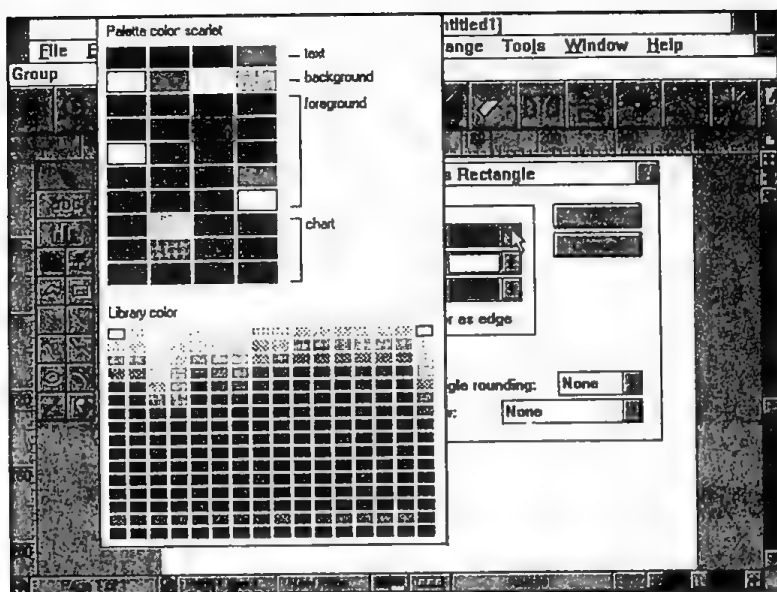 Palette color scarlet
ntitled1]
File
ange Tools Window Help
Group
text
background
foreground
chart
s Rectangle
Library color
r as edge
gle rounding: None
None